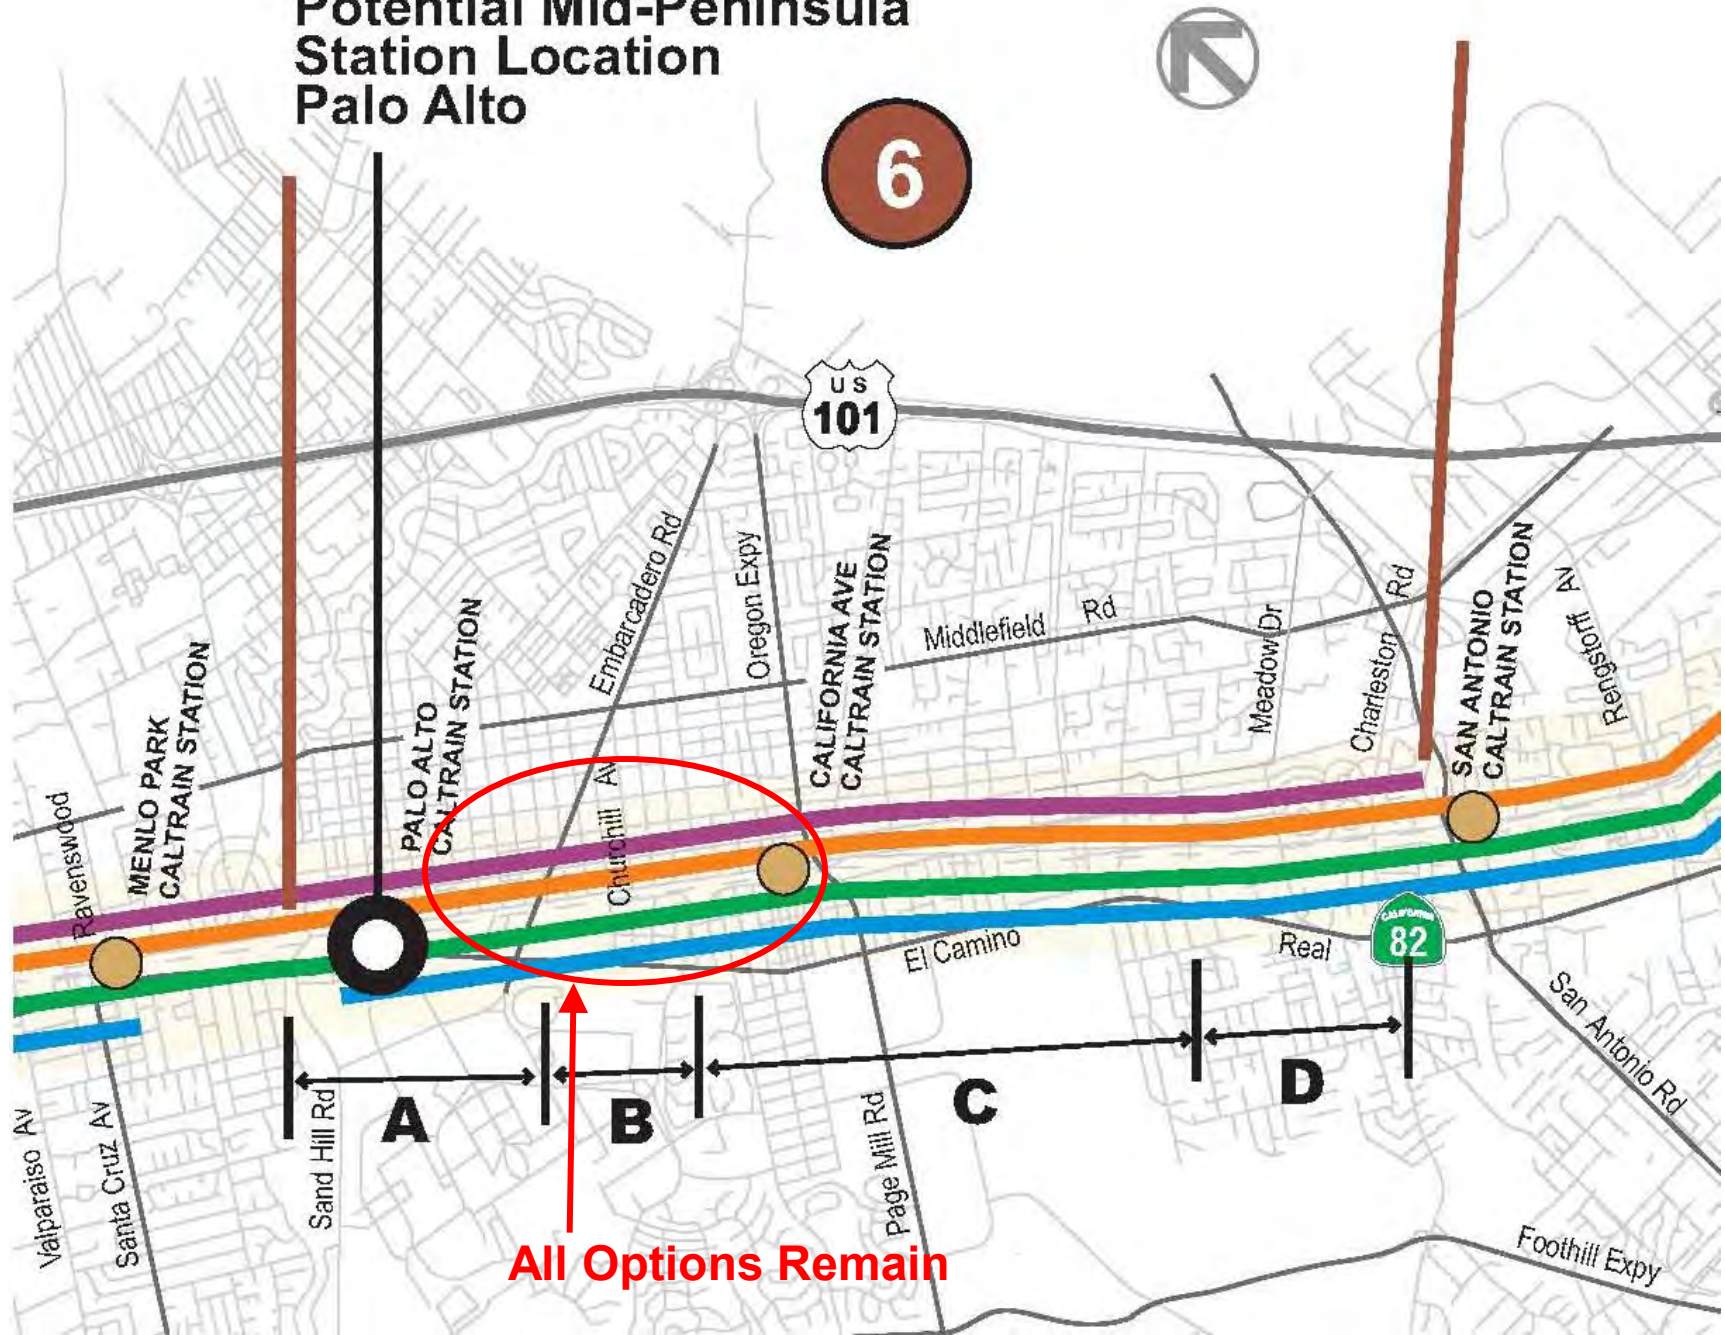 Potential Mid-Peninsula
Station Location
Palo Alto
6
US
101
Embarcadero Rd
Oregon Expy
CALIFORNIA AVE
CALTRAIN STATION
Middlefield Rd
Meadow Dr
Charleston Rd
SAN ANTONIO
CALTRAIN STATION
Rengstorff Av
MENLO PARK
CALTRAIN STATION
PALO ALTO
CALTRAIN STATION
Ravenswood
Churchill Av
El Camino Real
CALIFORNIA
82
San Antonio Rd
A
B
C
D
Valparaiso Av
Santa Cruz Av
Sand Hill Rd
Page Mill Rd
Foothill Expy
All Options Remain